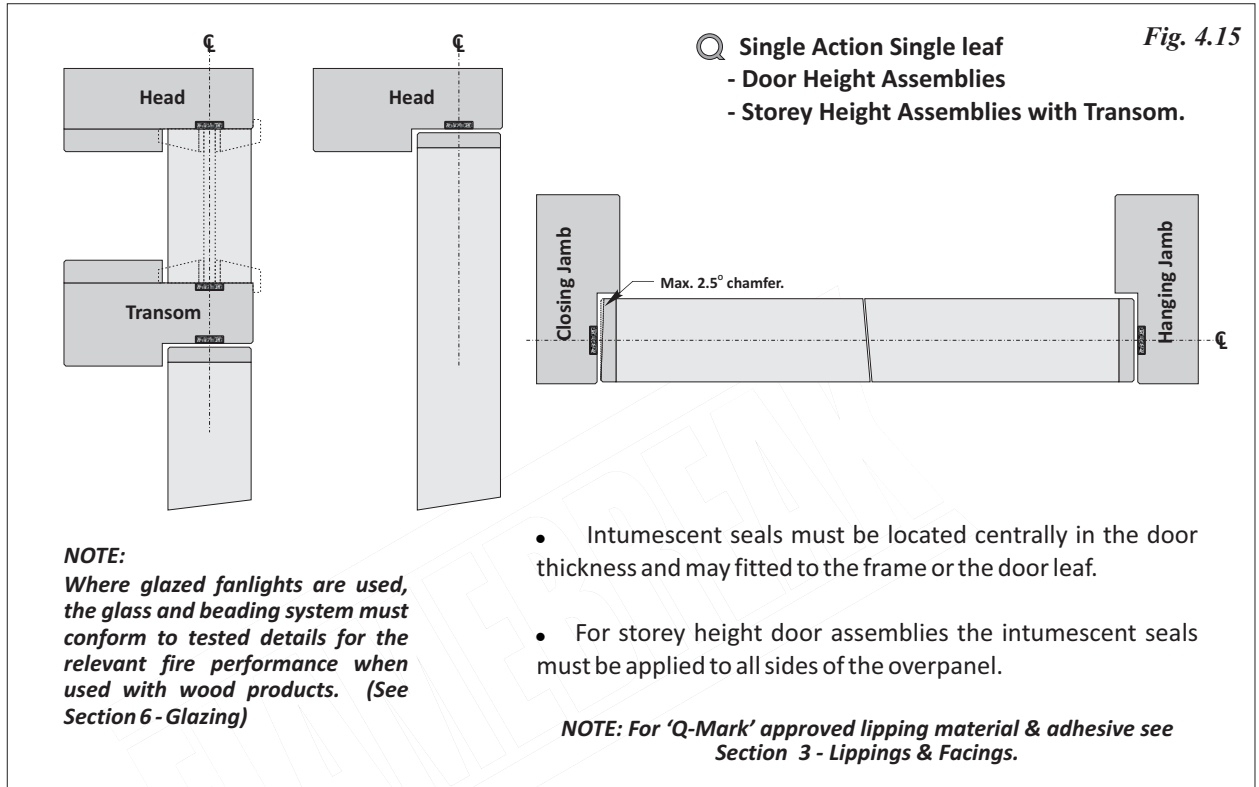 Fig. 4.15
℄
℄
Single Action Single leaf
- Door Height Assemblies
- Storey Height Assemblies with Transom.
Head
Head
Closing Jamb
Max. 2.5° chamfer.
Hanging Jamb
Transom
℄
NOTE:
Where glazed fanlights are used,
the glass and beading system must
conform to tested details for the
relevant fire performance when
used with wood products. (See
Section 6 - Glazing)
• Intumescent seals must be located centrally in the door
thickness and may fitted to the frame or the door leaf.
• For storey height door assemblies the intumescent seals
must be applied to all sides of the overpanel.
NOTE: For ‘Q-Mark’ approved lipping material & adhesive see
Section 3 - Lippings & Facings.
FLAMEBREAK